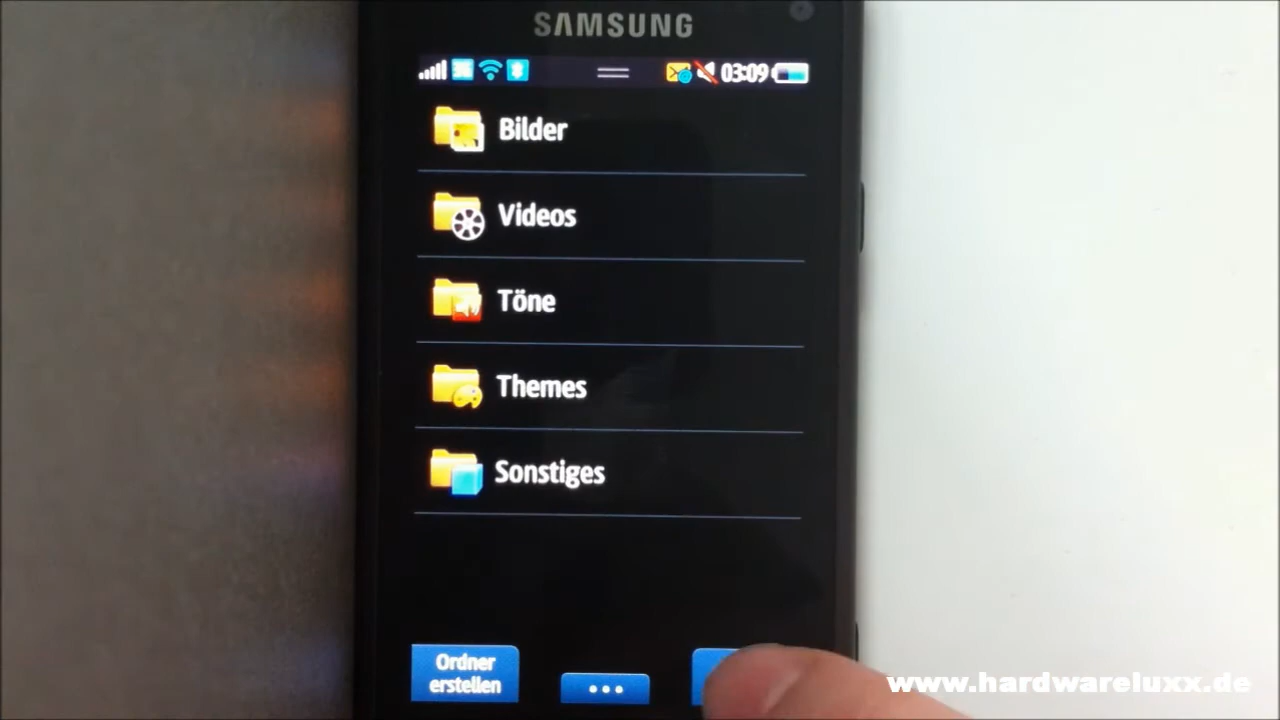 SAMSUNG
03:09
Bilder
Videos
Töne
Themes
Sonstiges
Ordner
erstellen
...
www.hardwareluxx.de